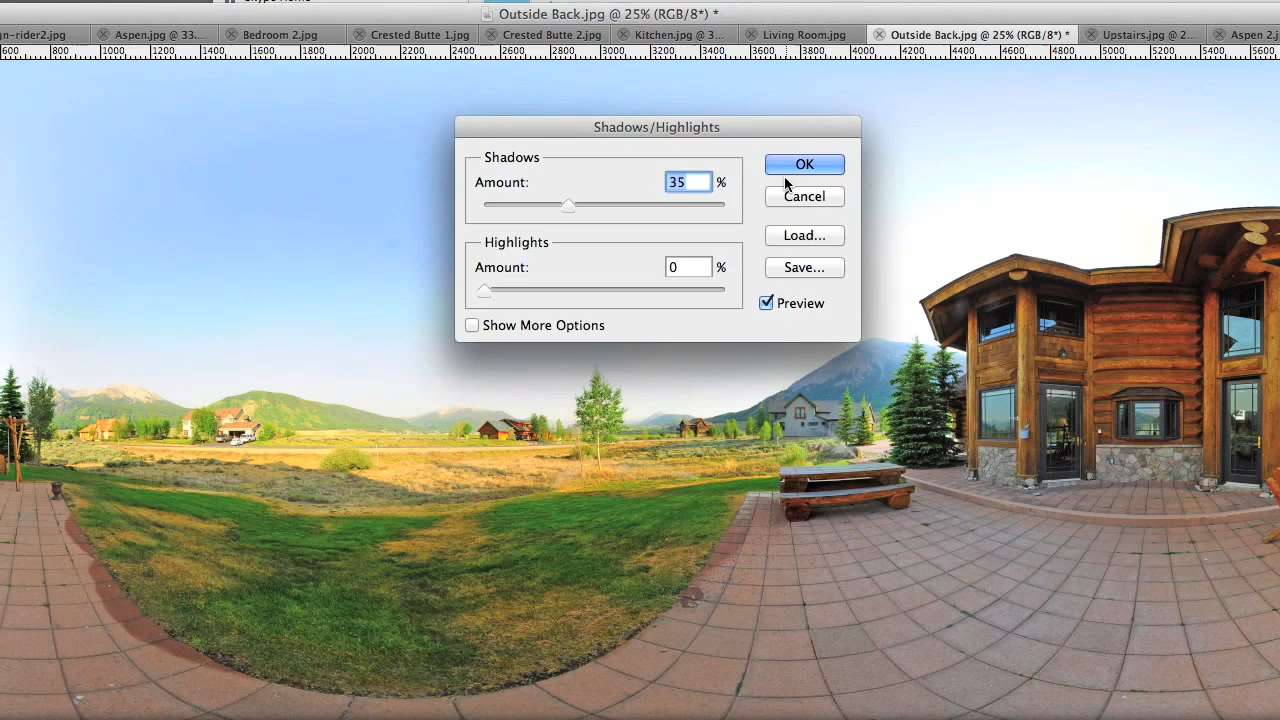 Skype Home
Outside Back.jpg @ 25% (RGB/8*) *
gn-rider2.jpg Aspen.jpg @ 33.... Bedroom 2.jpg Crested Butte 1.jpg Crested Butte 2.jpg Kitchen.jpg @ 3... Living Room.jpg Outside Back.jpg @ 25% (RGB/8*) * Upstairs.jpg @ 2... Aspen 2.j
600 800 1000 1200 1400 1600 1800 2000 2200 2400 2600 2800 3000 3200 3400 3600 3800 4000 4200 4400 4600 4800 5000 5200 5400 5600
Shadows/Highlights
Shadows
OK
Amount: 35 %
Cancel
Load...
Highlights
Amount: 0 %
Save...
Preview
Show More Options